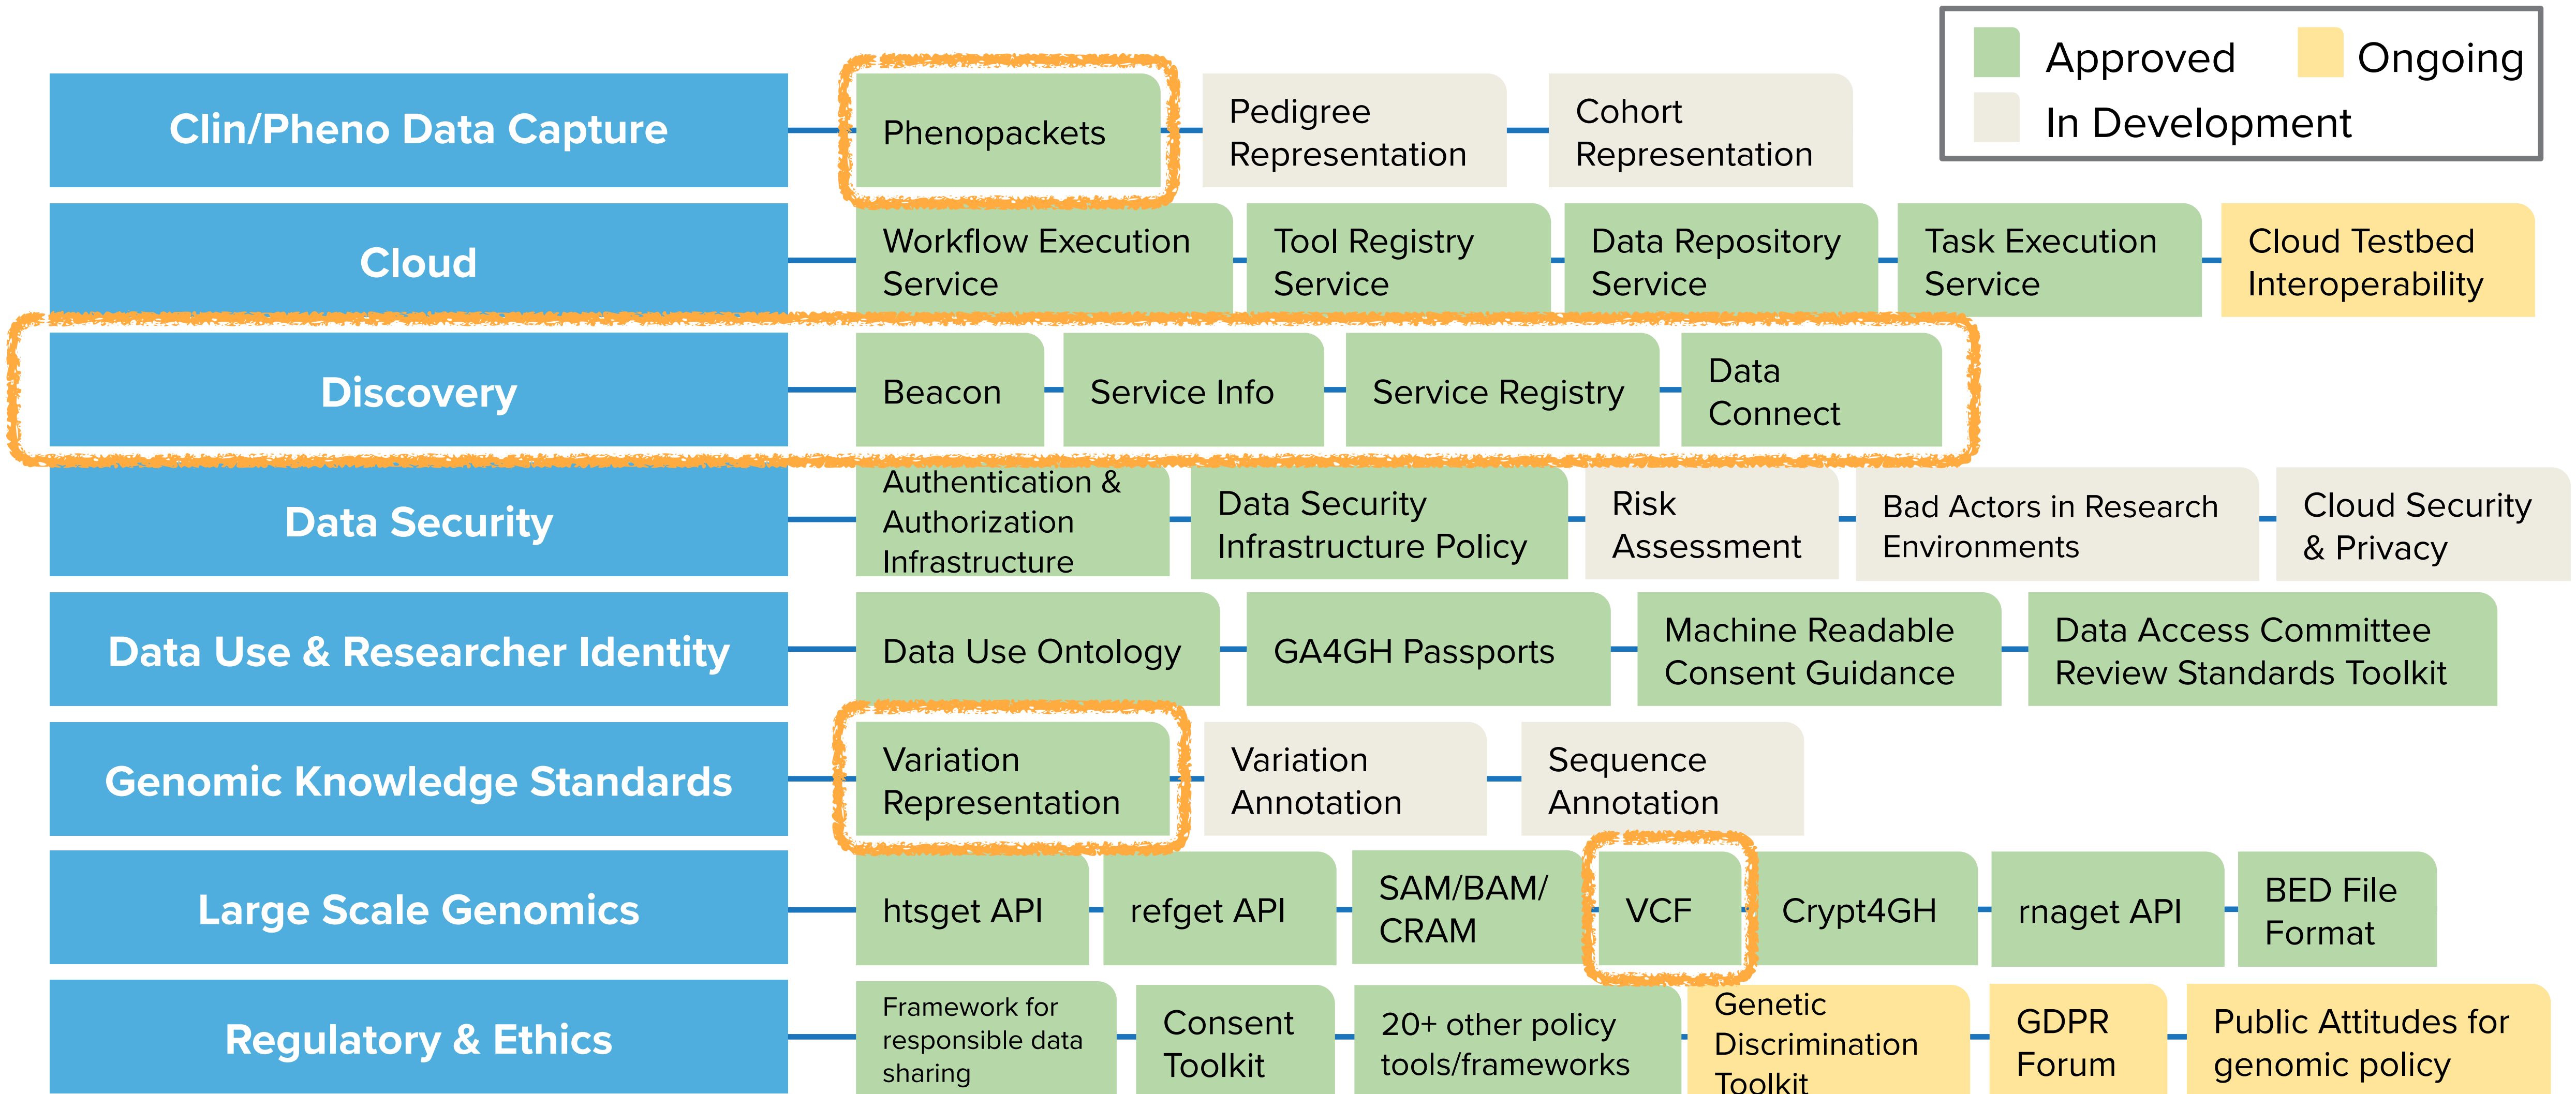 Approved
Ongoing
In Development
Clin/Pheno Data Capture
Phenopackets
Pedigree
Representation
Cohort
Representation
Cloud
Workflow Execution
Service
Tool Registry
Service
Data Repository
Service
Task Execution
Service
Cloud Testbed
Interoperability
Discovery
Beacon
Service Info
Service Registry
Data
Connect
Data Security
Authentication &
Authorization
Infrastructure
Data Security
Infrastructure Policy
Risk
Assessment
Bad Actors in Research
Environments
Cloud Security
& Privacy
Data Use & Researcher Identity
Data Use Ontology
GA4GH Passports
Machine Readable
Consent Guidance
Data Access Committee
Review Standards Toolkit
Genomic Knowledge Standards
Variation
Representation
Variation
Annotation
Sequence
Annotation
Large Scale Genomics
htsget API
refget API
SAM/BAM/
CRAM
VCF
Crypt4GH
rnaget API
BED File
Format
Regulatory & Ethics
Framework for
responsible data
sharing
Consent
Toolkit
20+ other policy
tools/frameworks
Genetic
Discrimination
Toolkit
GDPR
Forum
Public Attitudes for
genomic policy